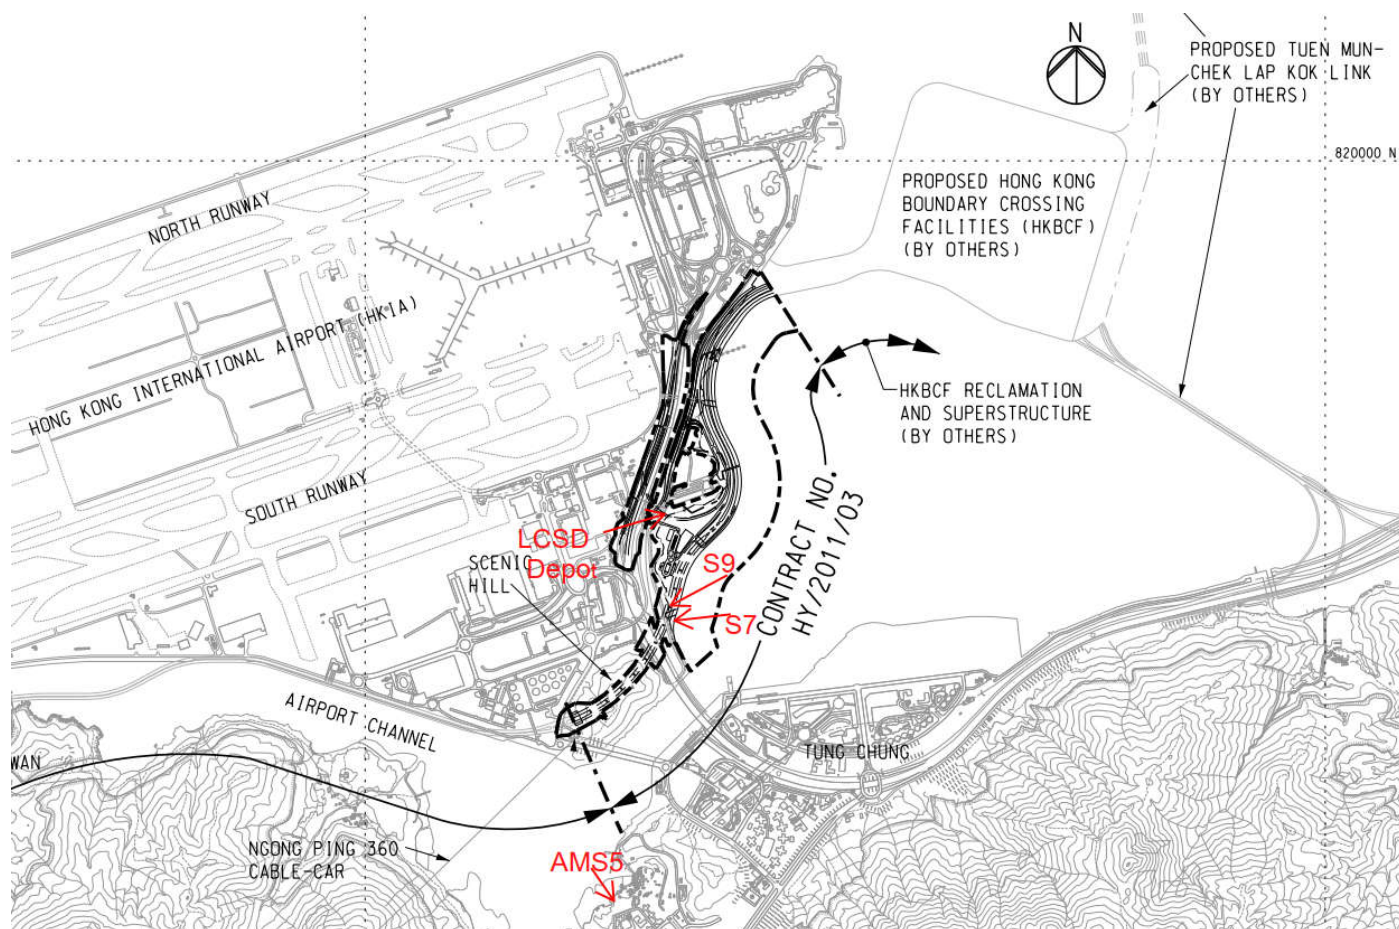 N
PROPOSED TUEN MUN-
CHEK LAP KOK LINK
(BY OTHERS)
820000 N
PROPOSED HONG KONG
BOUNDARY CROSSING
FACILITIES (HKBCF)
(BY OTHERS)
NORTH RUNWAY
HONG KONG INTERNATIONAL AIRPORT (HKIA)
HKBCF RECLAMATION
AND SUPERSTRUCTURE
(BY OTHERS)
SOUTH RUNWAY
CONTRACT NO.
HY/2011/03
LCSD
Depot
SCENIC
HILL
S9
S7
AIRPORT CHANNEL
TUNG CHUNG
WAN
NGONG PING 360
CABLE-CAR
AMS5